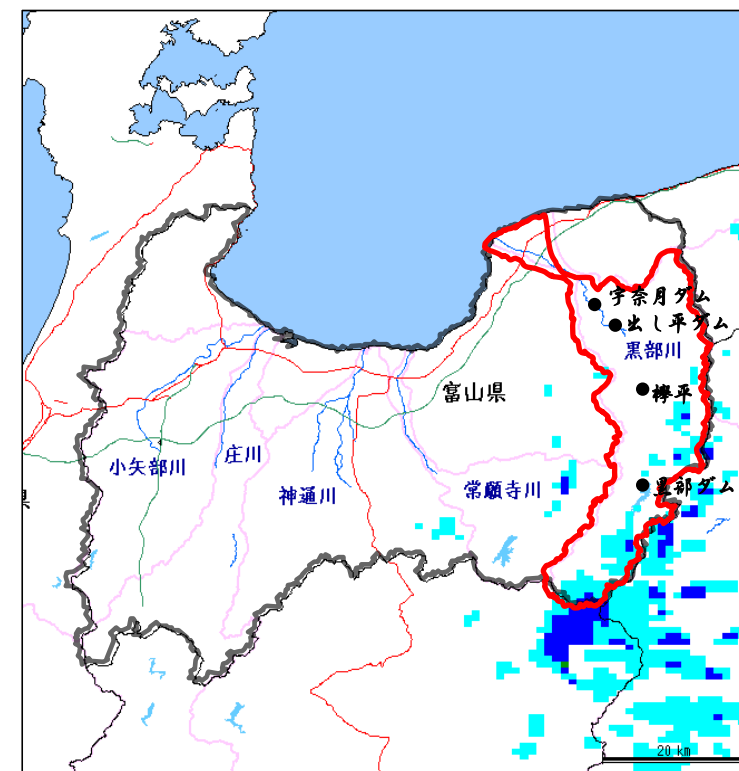 宇奈月ダム
出し平ダム
黒部川
欅平
富山県
小矢部川
庄川
神通川
常願寺川
黒部ダム
県
20 km